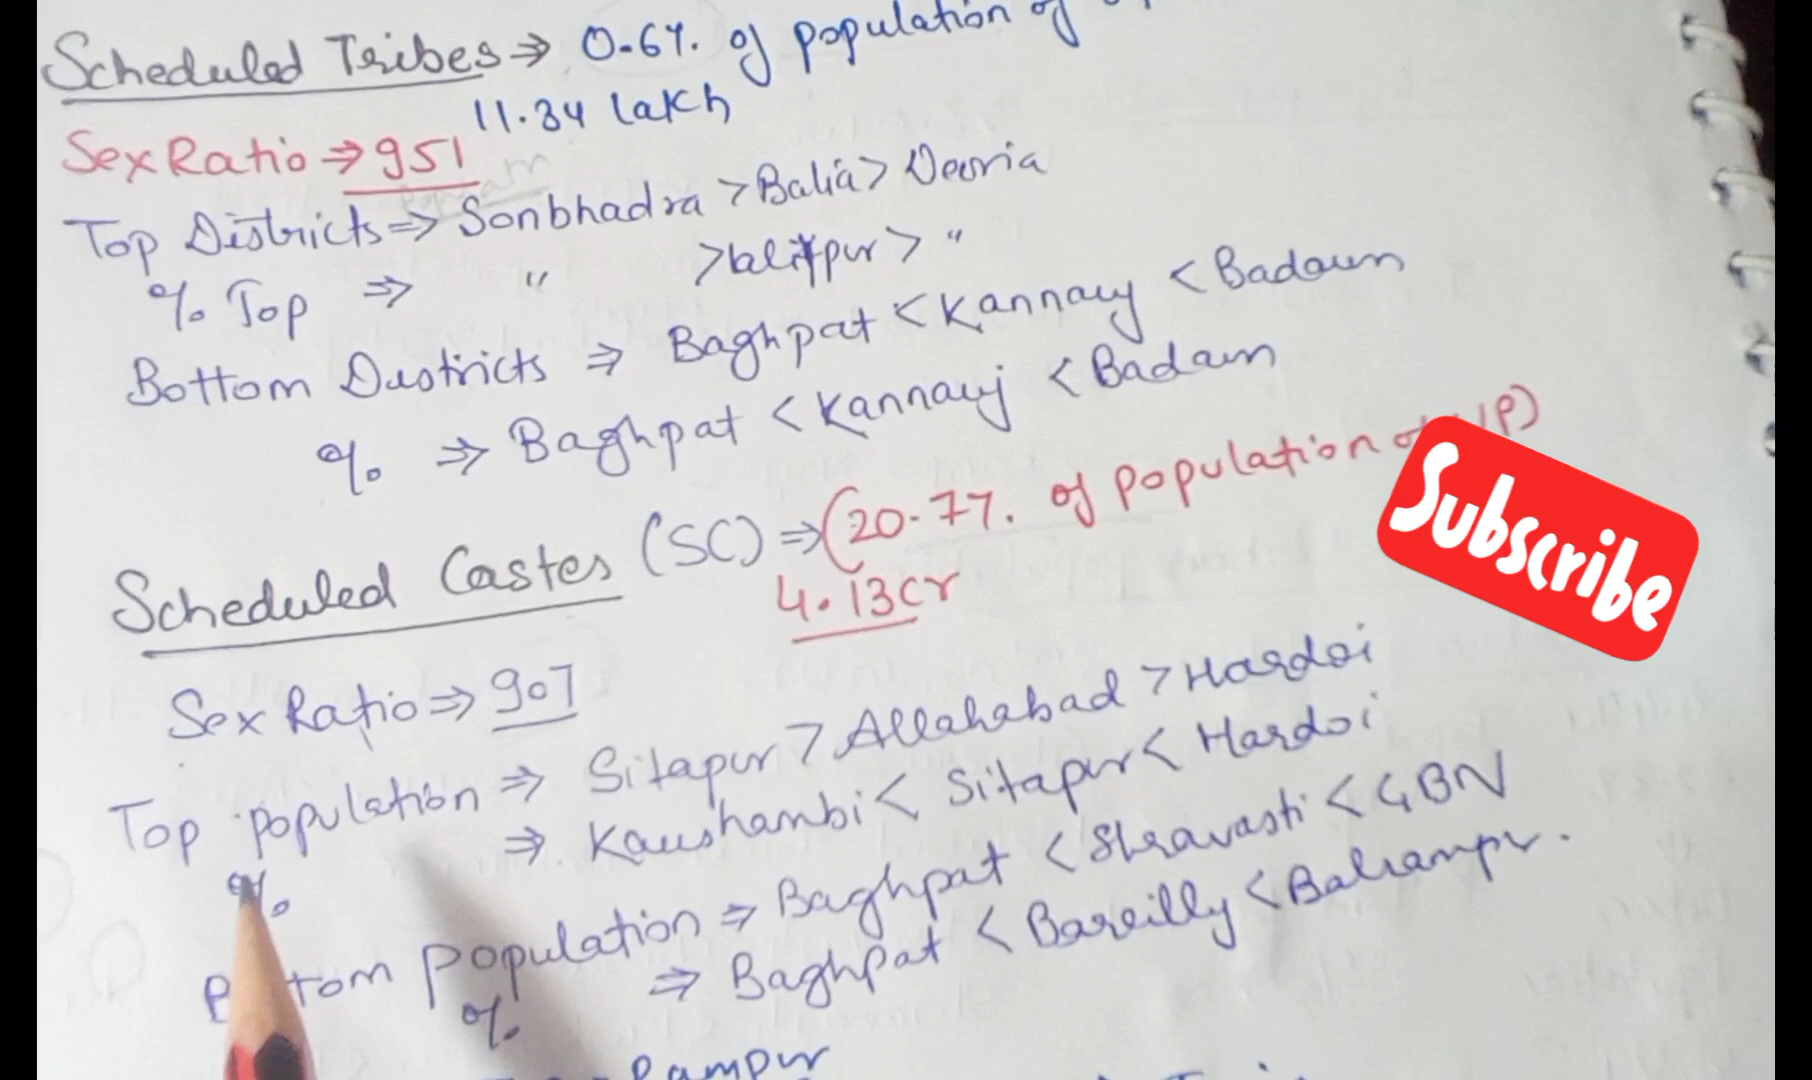 Scheduled Tribes ⇒ 0.6% of population of
11.34 lakh
Sex Ratio ⇒ 951
Top Districts ⇒ Sonbhadra > Balia > Deoria
% Top ⇒ " > lalitpur > "
Bottom Districts ⇒ Baghpat < Kannauj < Badaun
% ⇒ Baghpat < Kannauj < Badaun
Scheduled Castes (SC) ⇒ (20.7% of population of UP)
4.13 cr
Subscribe
Sex Ratio ⇒ 907
Top population ⇒ Sitapur > Allahabad > Hardoi
% ⇒ Kaushambi < Sitapur < Hardoi
Bottom population ⇒ Baghpat < Shravasti < GBN
% ⇒ Baghpat < Bareilly < Balrampur.
Rampur